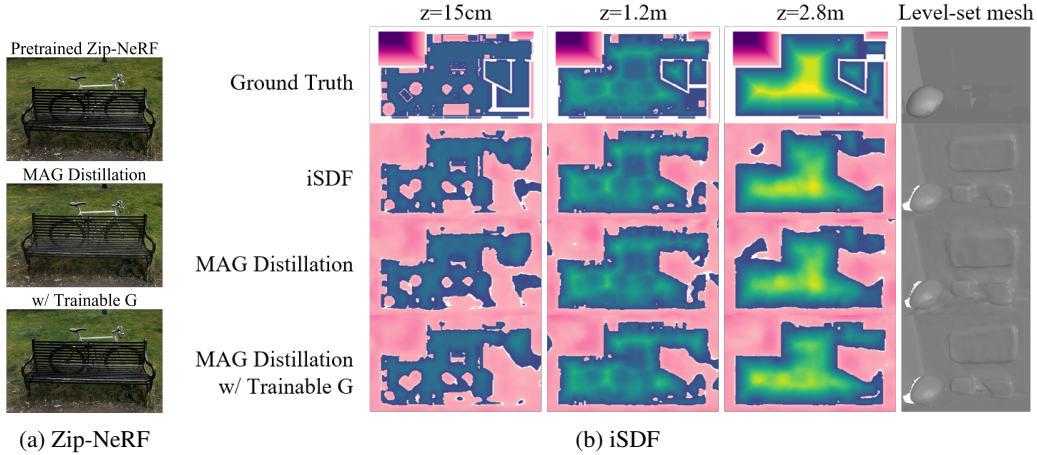 z=15cm z=1.2m z=2.8m Level-set mesh
Pretrained Zip-NeRF
Ground Truth
iSDF
MAG Distillation
MAG Distillation
w/ Trainable G
MAG Distillation
w/ Trainable G
(a) Zip-NeRF
(b) iSDF